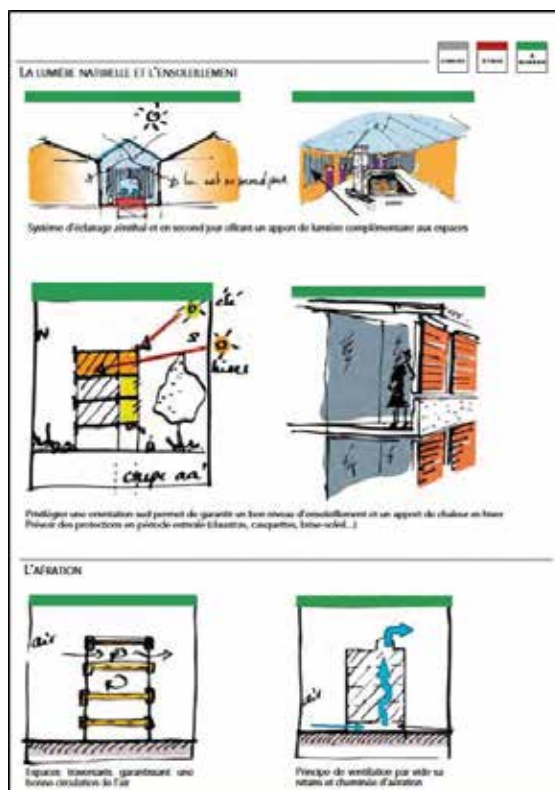 LA LUMIÈRE NATURELLE ET L'ENSOLEILLEMENT
Système d'éclairage zénithal et en second jour offrant un apport de lumière complémentaire aux espaces
été
N
S
hiver
coupe aa'
Privilégier une orientation sud permet de garantir un bon niveau d'ensoleillement et un apport de chaleur en hiver
Prévoir des protections en période estivale (claustras, casquettes, brise-soleil...)
L'AÉRATION
air
air
Espaces traversants garantissant une
bonne circulation de l'air
Principe de ventilation par vide sa
nitaire et cheminée d'aération